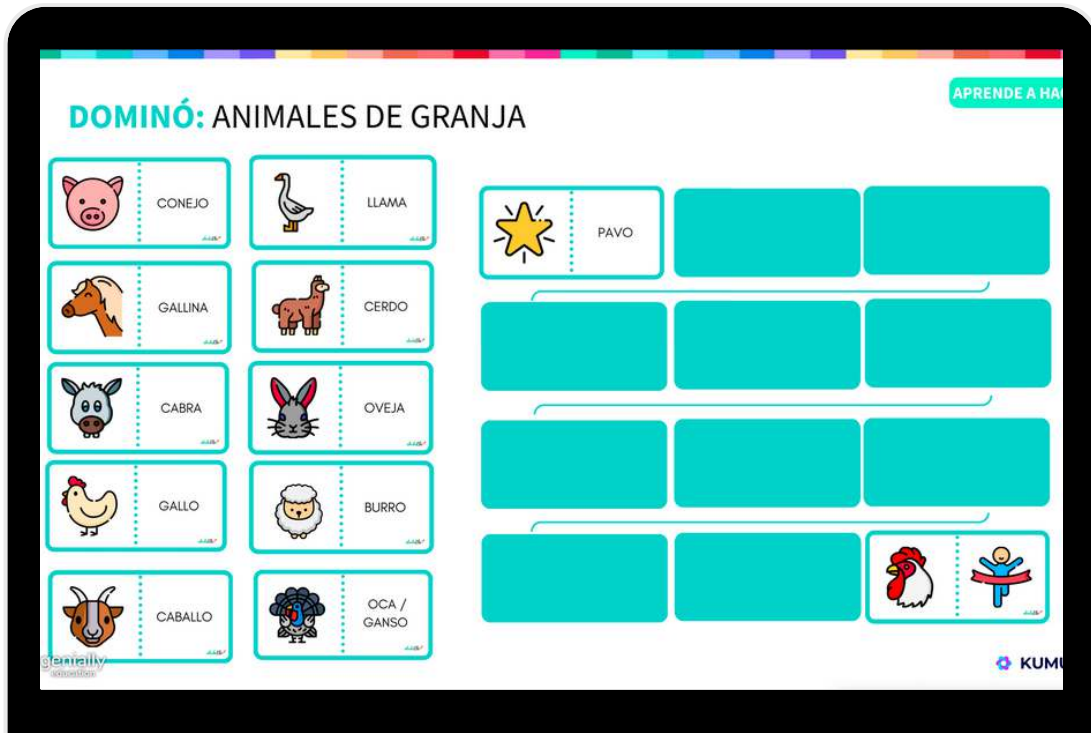 APRENDE A HA
DOMINÓ: ANIMALES DE GRANJA
CONEJO
LLAMA
PAVO
GALLINA
CERDO
CABRA
OVEJA
GALLO
BURRO
CABALLO
OCA /
GANSO
genially
education
KUMU